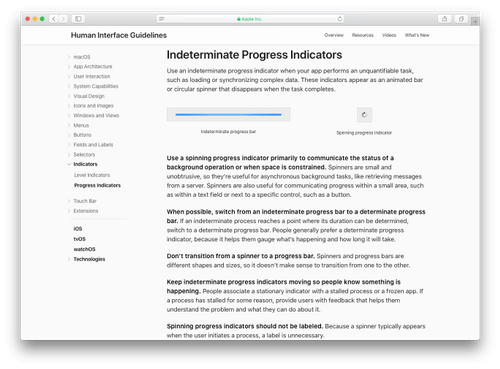 Apple Inc.
Human Interface Guidelines
Overview
Resources
Videos
What's New
macOS
App Architecture
User Interaction
System Capabilities
Visual Design
Icons and Images
Windows and Views
Menus
Buttons
Fields and Labels
Selectors
Indicators
Level Indicators
Progress Indicators
Touch Bar
Extensions
iOS
tvOS
watchOS
Technologies
Indeterminate Progress Indicators
Use an indeterminate progress indicator when your app performs an unquantifiable task,
such as loading or synchronizing complex data. These indicators appear as an animated bar
or circular spinner that disappears when the task completes.
Indeterminate progress bar
Spinning progress indicator
Use a spinning progress indicator primarily to communicate the status of a
background operation or when space is constrained. Spinners are small and
unobtrusive, so they're useful for asynchronous background tasks, like retrieving messages
from a server. Spinners are also useful for communicating progress within a small area, such
as within a text field or next to a specific control, such as a button.
When possible, switch from an indeterminate progress bar to a determinate progress
bar. If an indeterminate process reaches a point where its duration can be determined,
switch to a determinate progress bar. People generally prefer a determinate progress
indicator, because it helps them gauge what's happening and how long it will take.
Don't transition from a spinner to a progress bar. Spinners and progress bars are
different shapes and sizes, so it doesn't make sense to transition from one to the other.
Keep indeterminate progress indicators moving so people know something is
happening. People associate a stationary indicator with a stalled process or a frozen app. If
a process has stalled for some reason, provide users with feedback that helps them
understand the problem and what they can do about it.
Spinning progress indicators should not be labeled. Because a spinner typically appears
when the user initiates a process, a label is unnecessary.